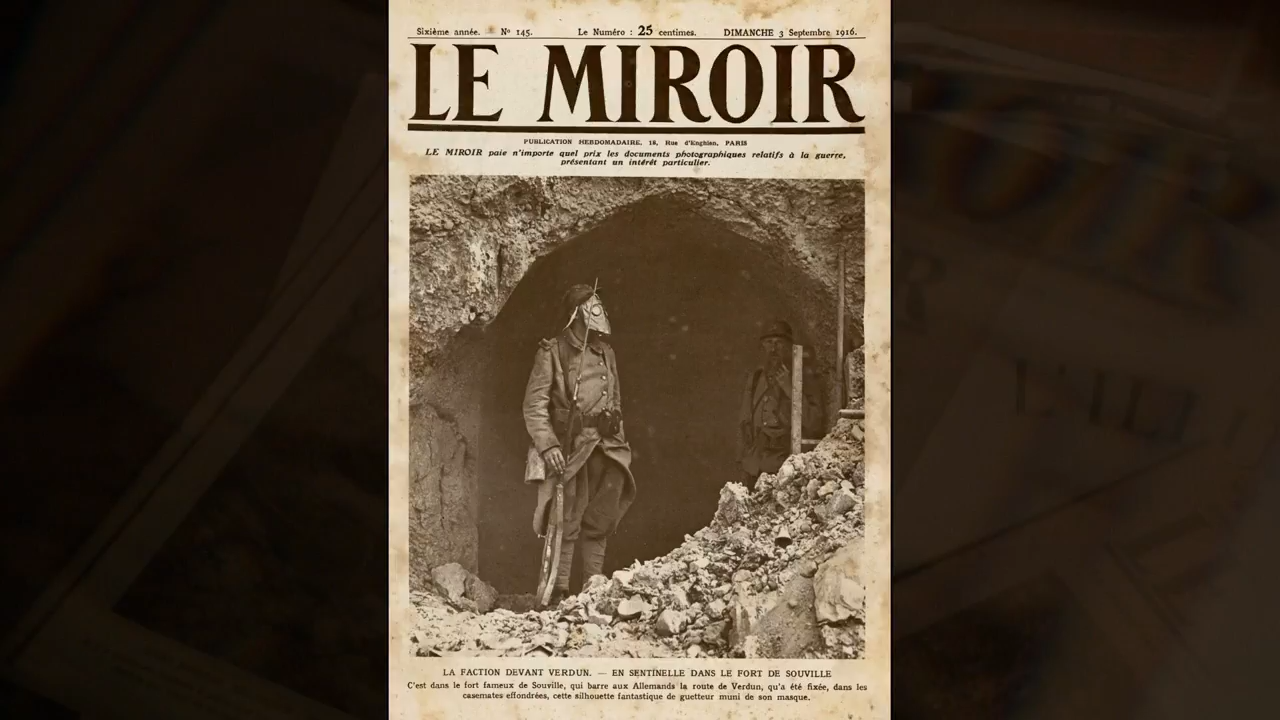 Sixième année. Nº 145. Le Numéro : 25 centimes. DIMANCHE 3 Septembre 1916.
LE MIROIR
PUBLICATION HEBDOMADAIRE, 18, Rue d'Enghien, PARIS
LE MIROIR paie n'importe quel prix les documents photographiques relatifs à la guerre,
présentant un intérêt particulier.
LA FACTION DEVANT VERDUN. — EN SENTINELLE DANS LE FORT DE SOUVILLE
C'est dans le fort fameux de Souville, qui barre aux Allemands la route de Verdun, qu'a été fixée, dans les
casemates effondrées, cette silhouette fantastique de guetteur muni de son masque.